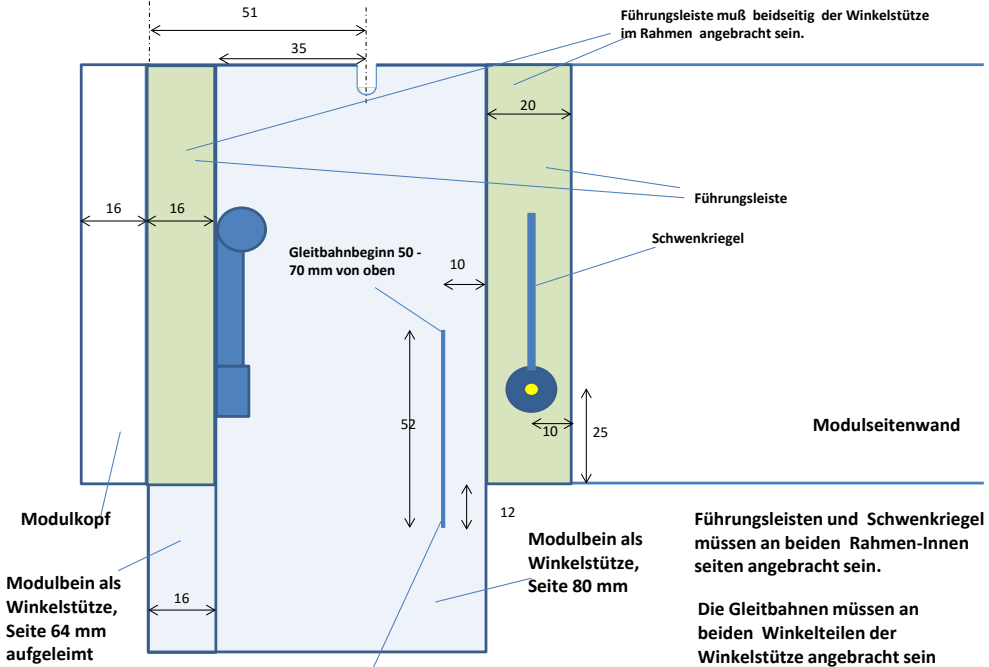 51
Führungsleiste muß beidseitig der Winkelstütze
im Rahmen angebracht sein.
35
20
16
16
Führungsleiste
Schwenkriegel
Gleitbahnbeginn 50 -
70 mm von oben
10
52
10
25
Modulseitenwand
12
Modulkopf
Modulbein als
Winkelstütze,
Seite 80 mm
Führungsleisten und Schwenkriegel
müssen an beiden Rahmen-Innen
seiten angebracht sein.
Modulbein als
Winkelstütze,
Seite 64 mm
aufgeleimt
16
Die Gleitbahnen müssen an
beiden Winkelteilen der
Winkelstütze angebracht sein